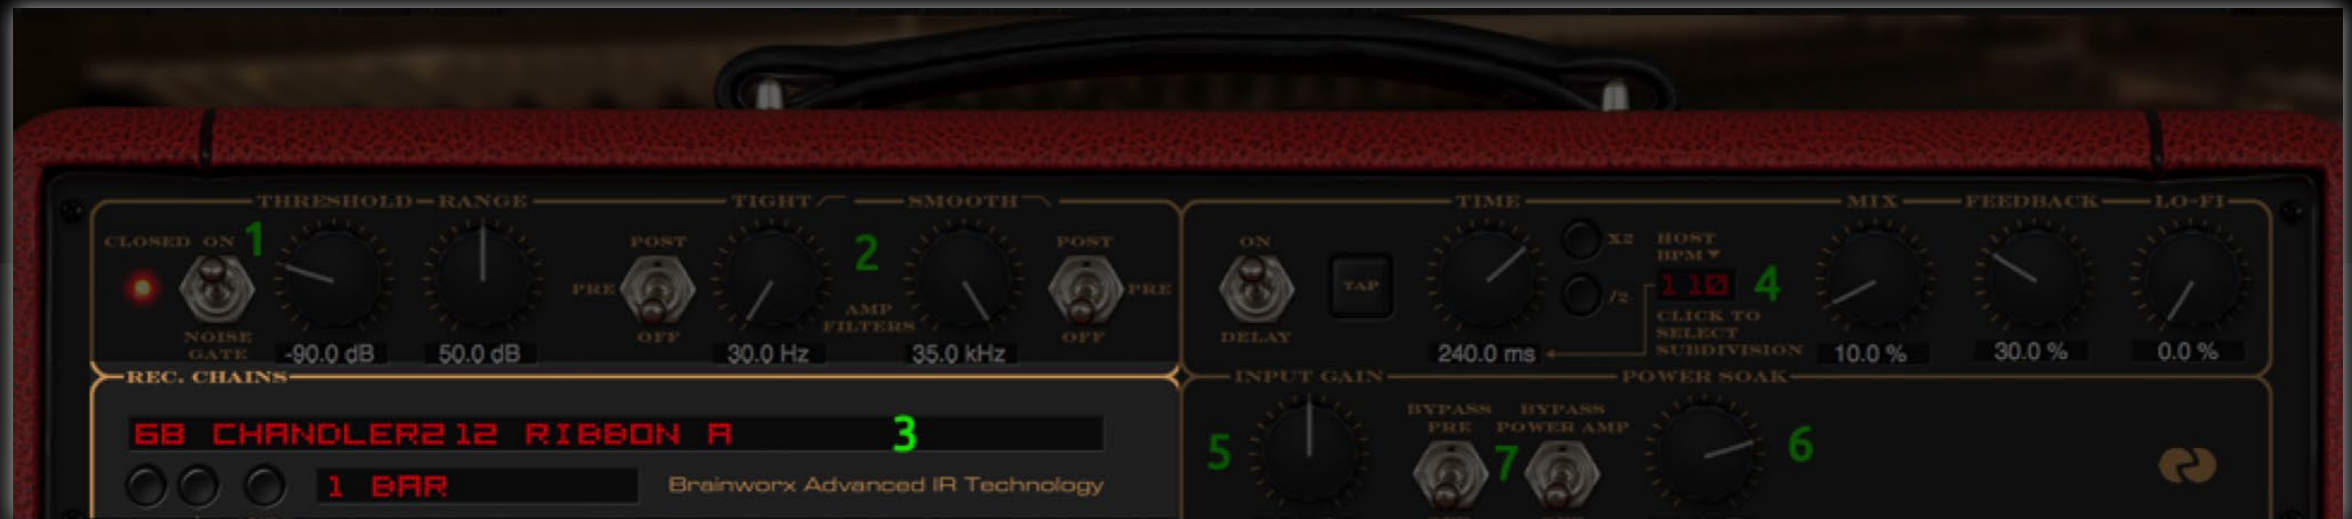 THRESHOLD RANGE TIGHT SMOOTH
CLOSED ON 1
POST
2
POST
PRE
PRE
AMP
FILTERS
NOISE
GATE
OFF
OFF
-90.0 dB 50.0 dB 30.0 Hz 35.0 kHz
TIME MIX FEEDBACK LO-FI
ON
X2
HOST
BPM
TAP
/2
110 4
CLICK TO
SELECT
SUBDIVISION
DELAY
240.0 ms 10.0 % 30.0 % 0.0 %
REC. CHAINS
68 CHANDLER212 RIBBON A 3
1 BAR
Brainworx Advanced IR Technology
INPUT GAIN POWER SOAK
5
BYPASS
PRE
BYPASS
POWER AMP
7
6